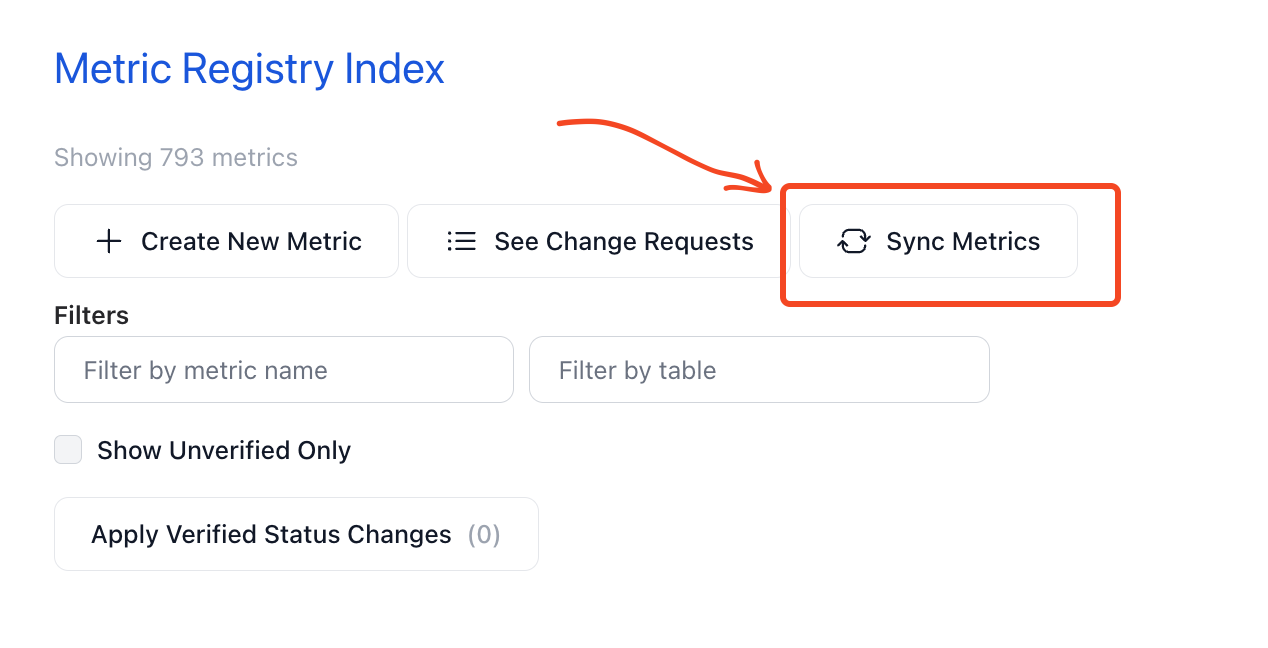 Metric Registry Index
Showing 793 metrics
Create New Metric
See Change Requests
Sync Metrics
Filters
Filter by metric name
Filter by table
Show Unverified Only
Apply Verified Status Changes (0)